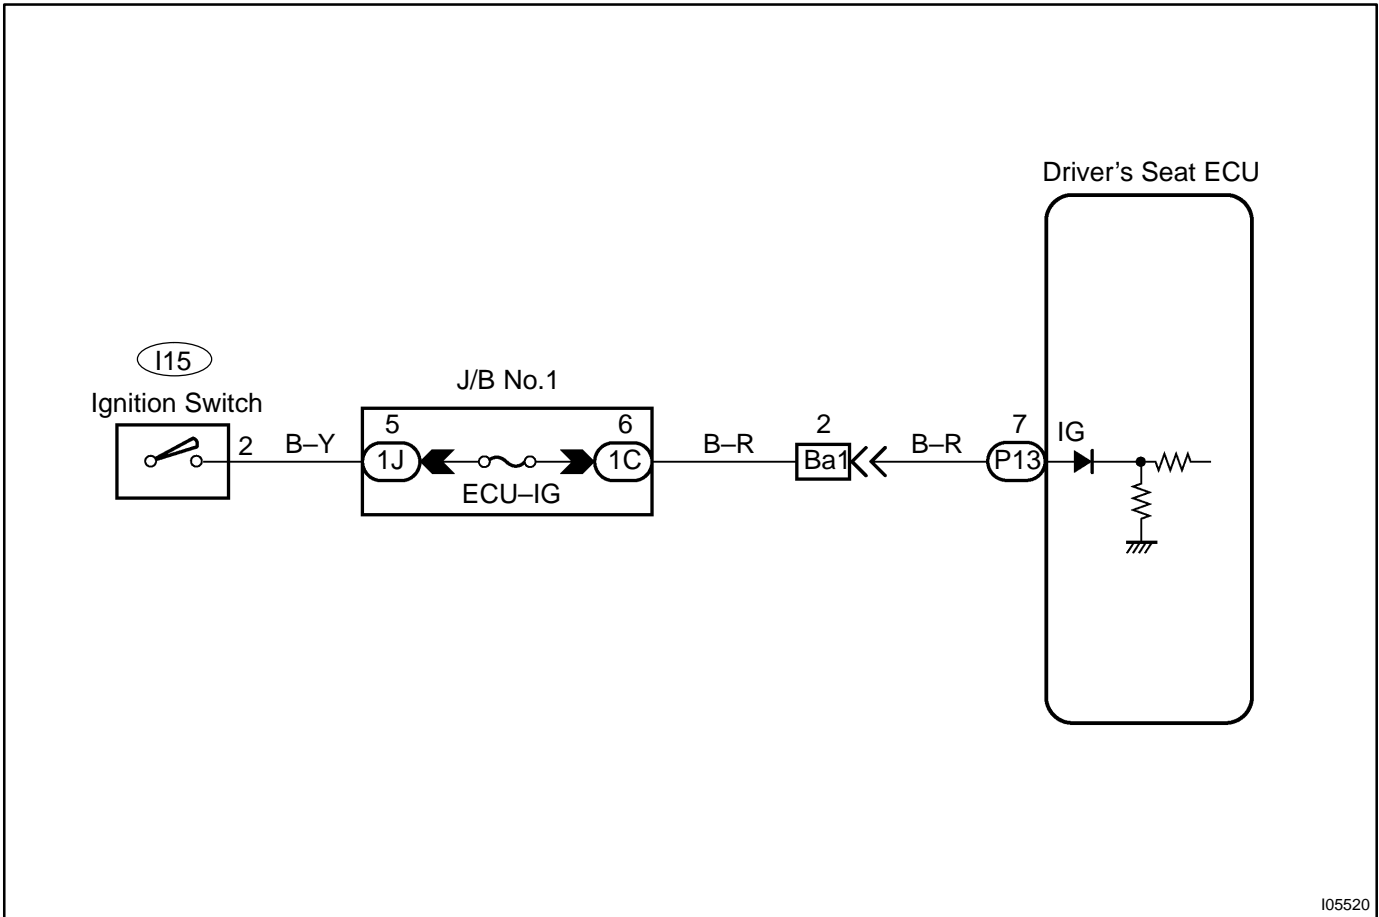 Driver's Seat ECU
I15
Ignition Switch
J/B No.1
2
B–Y
5
1J
ECU–IG
6
1C
B–R
2
Ba1
B–R
7
P13
IG
I05520